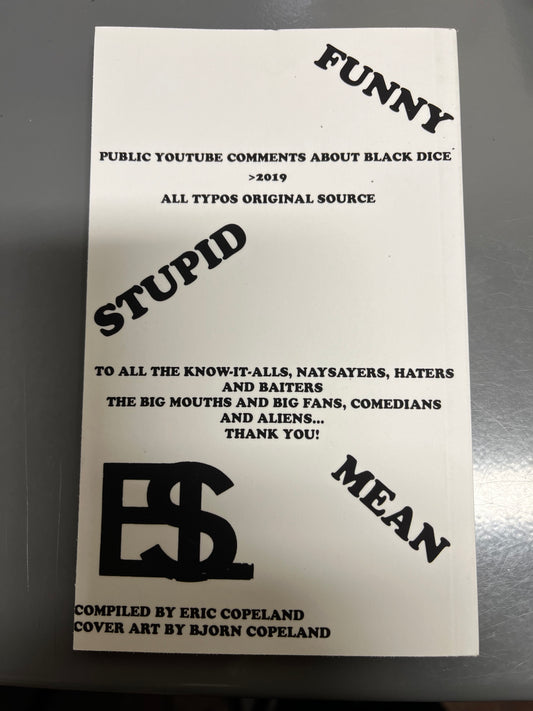 FUNNY
PUBLIC YOUTUBE COMMENTS ABOUT BLACK DICE
>2019
ALL TYPOS ORIGINAL SOURCE
STUPID
TO ALL THE KNOW-IT-ALLS, NAYSAYERS, HATERS
AND BAITERS
THE BIG MOUTHS AND BIG FANS, COMEDIANS
AND ALIENS...
THANK YOU!
MEAN
COMPILED BY ERIC COPELAND
COVER ART BY BJORN COPELAND